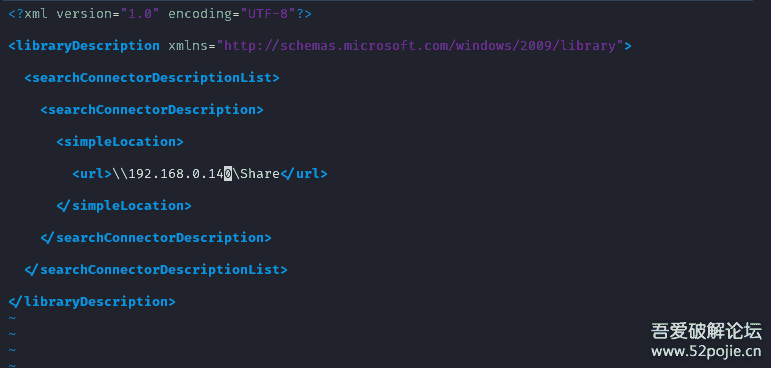 <?xml version="1.0" encoding="UTF-8"?>
<libraryDescription xmlns="http://schemas.microsoft.com/windows/2009/library">
<searchConnectorDescriptionList>
<searchConnectorDescription>
<simpleLocation>
<url>\\192.168.0.140\Share</url>
</simpleLocation>
</searchConnectorDescription>
</searchConnectorDescriptionList>
</libraryDescription>
~
~
~
~
吾爱破解论坛
www.52pojie.cn